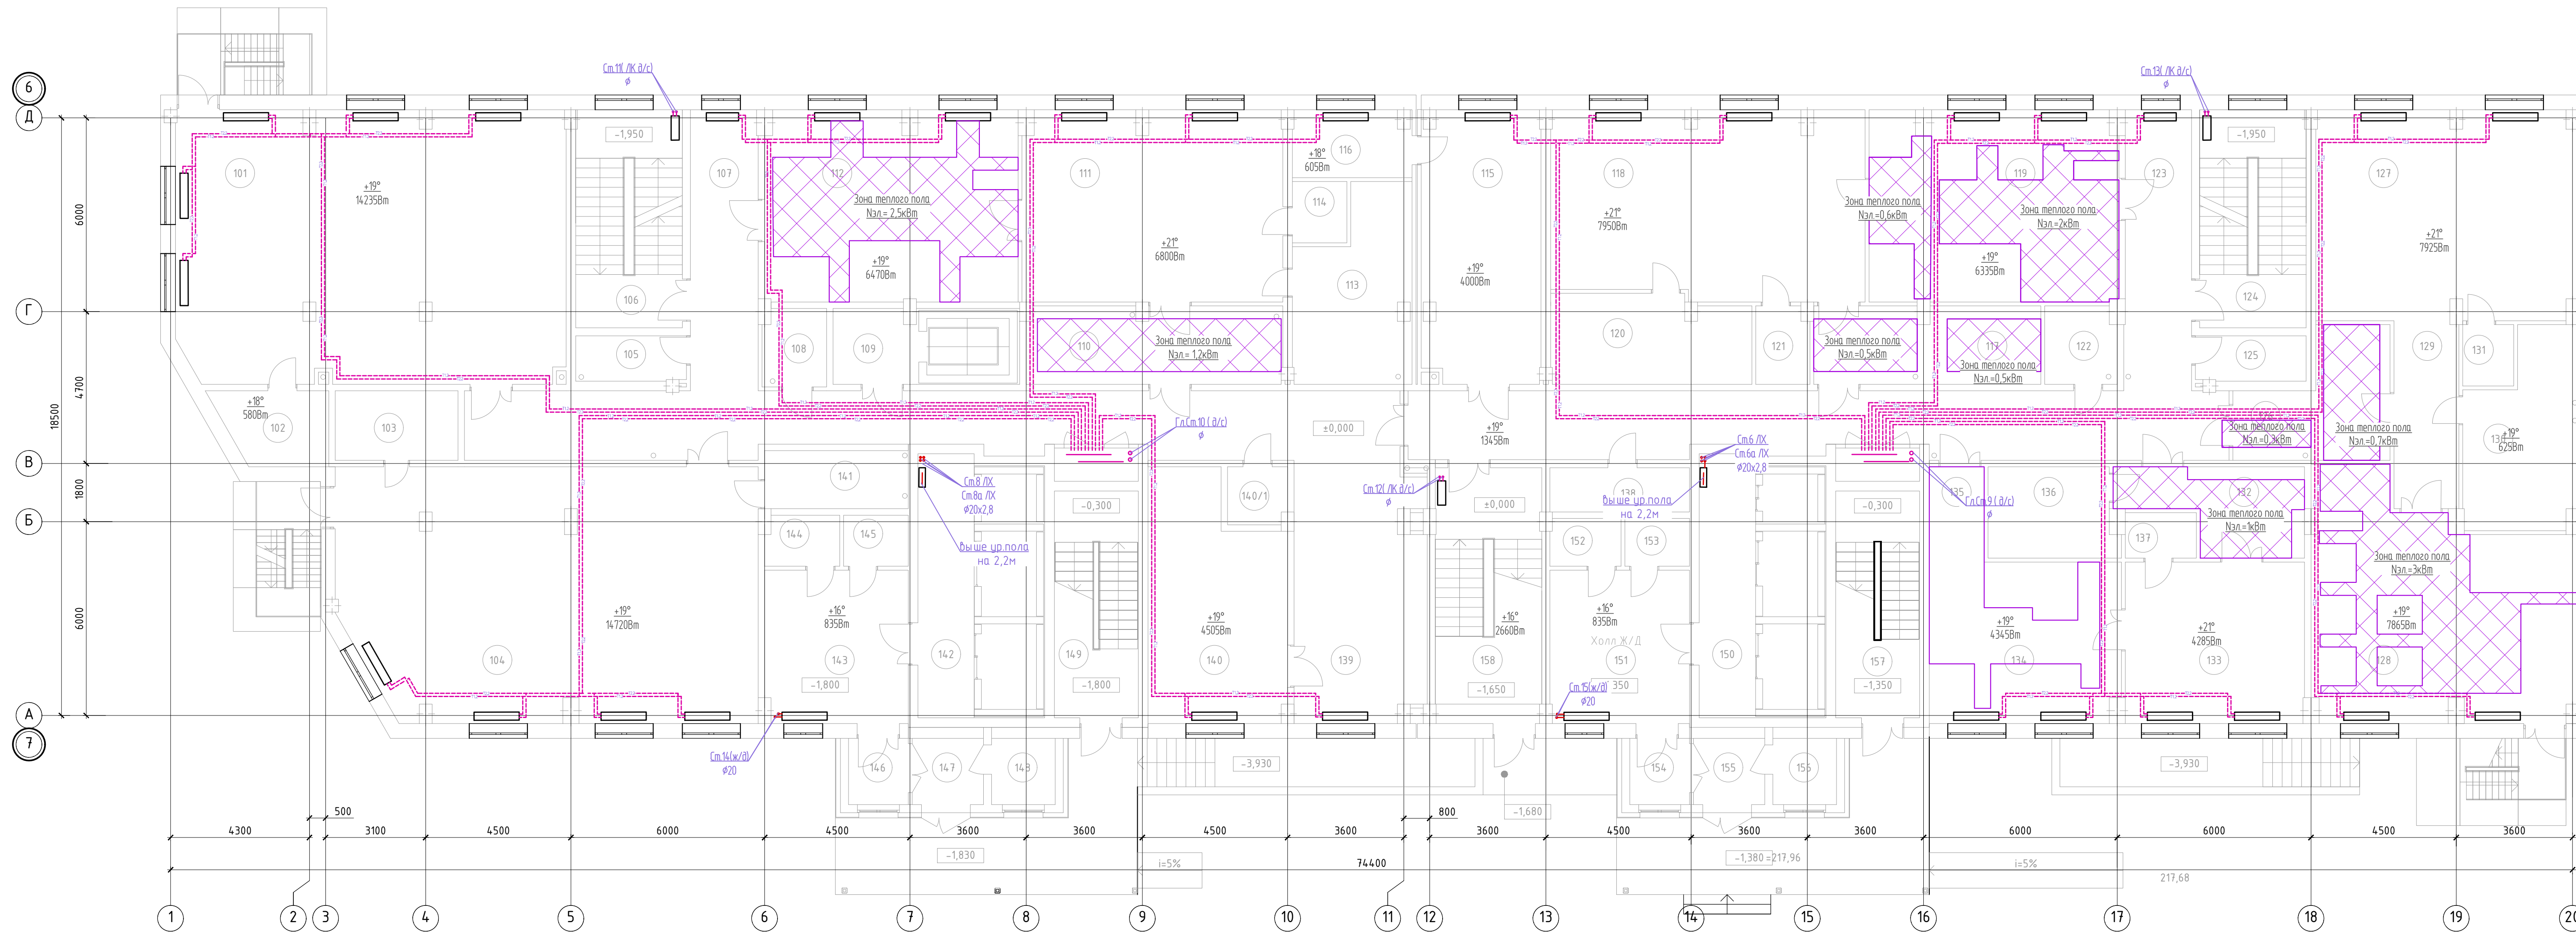 6
Д
Г
В
Б
А
7
18500
6000
4700
1800
6000
Ст.11( ЛК д/с)
ø
Ст.13( ЛК д/с)
ø
-1,950
-1,950
101
+19°
14235Вт
107
112
Зона теплого пола
Nэл.= 2,5кВт
+19°
6470Вт
111
+21°
6800Вт
116
+18°
605Вт
114
113
115
+19°
4000Вт
118
+21°
7950Вт
Зона теплого пола
Nэл.=0,6кВт
119
Зона теплого пола
Nэл.=2кВт
+19°
6335Вт
123
127
+21°
7925Вт
106
105
108
109
110
Зона теплого пола
Nэл.= 1,2кВт
120
121
Зона теплого пола
Nэл.=0,5кВт
117
Зона теплого пола
Nэл.=0,5кВт
122
124
125
129
131
+18°
580Вт
102
103
Гл.Ст.10 ( д/с)
ø
±0,000
+19°
1345Вт
Зона теплого пола
Nэл.=0,3кВт
Зона теплого пола
Nэл.=0,7кВт
+19°
625Вт
141
Ст.8 ЛХ
Ст.8а ЛХ
ø20х2,8
выше ур.пола
на 2,2м
-0,300
140/1
Ст.12( ЛК д/с)
ø
±0,000
138
Ст.6 ЛХ
Ст.6а ЛХ
ø20х2,8
выше ур.пола
на 2,2м
-0,300
Гл.Ст.9 ( д/с)
ø
135
136
132
Зона теплого пола
Nэл.=1кВт
137
144
145
152
153
Зона теплого пола
Nэл.=3кВт
+19°
14720Вт
+16°
835Вт
+19°
4505Вт
+16°
2660Вт
+16°
835Вт
Холл Ж/Д
+19°
4345Вт
+21°
4285Вт
+19°
7865Вт
104
143
142
149
140
139
158
151
150
157
134
133
128
-1,800
-1,800
-1,650
Ст.15(ж/д)
ø20
350
-1,350
Ст.14(ж/д)
ø20
146
147
148
-3,930
154
155
156
-3,930
-1,680
500
800
4300
3100
4500
6000
4500
3600
3600
4500
3600
3600
4500
3600
3600
6000
6000
4500
3600
-1,830
i=5%
74400
-1,380 =217,96
i=5%
217,68
1
2
3
4
5
6
7
8
9
10
11
12
13
14
15
16
17
18
19